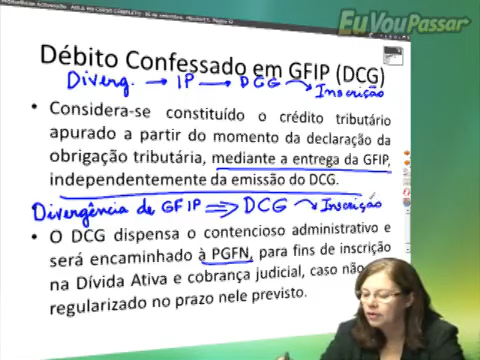 EuVouPassar
Débito Confessado em GFIP (DCG)
Diverg. → IP → DCG → Inscrição
• Considera-se constituído o crédito tributário
apurado a partir do momento da declaração da
obrigação tributária, mediante a entrega da GFIP,
independentemente da emissão do DCG.
Divergência de GFIP ⇒ DCG → Inscrição
• O DCG dispensa o contencioso administrativo e
será encaminhado à PGFN, para fins de inscrição
na Dívida Ativa e cobrança judicial, caso não
regularizado no prazo nele previsto.